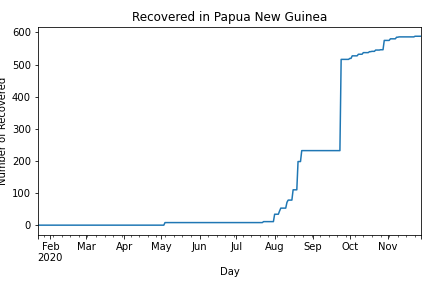 Recovered in Papua New Guinea
Number of Recovered
600
500
400
300
200
100
0
Feb Mar Apr May Jun Jul Aug Sep Oct Nov
2020
Day